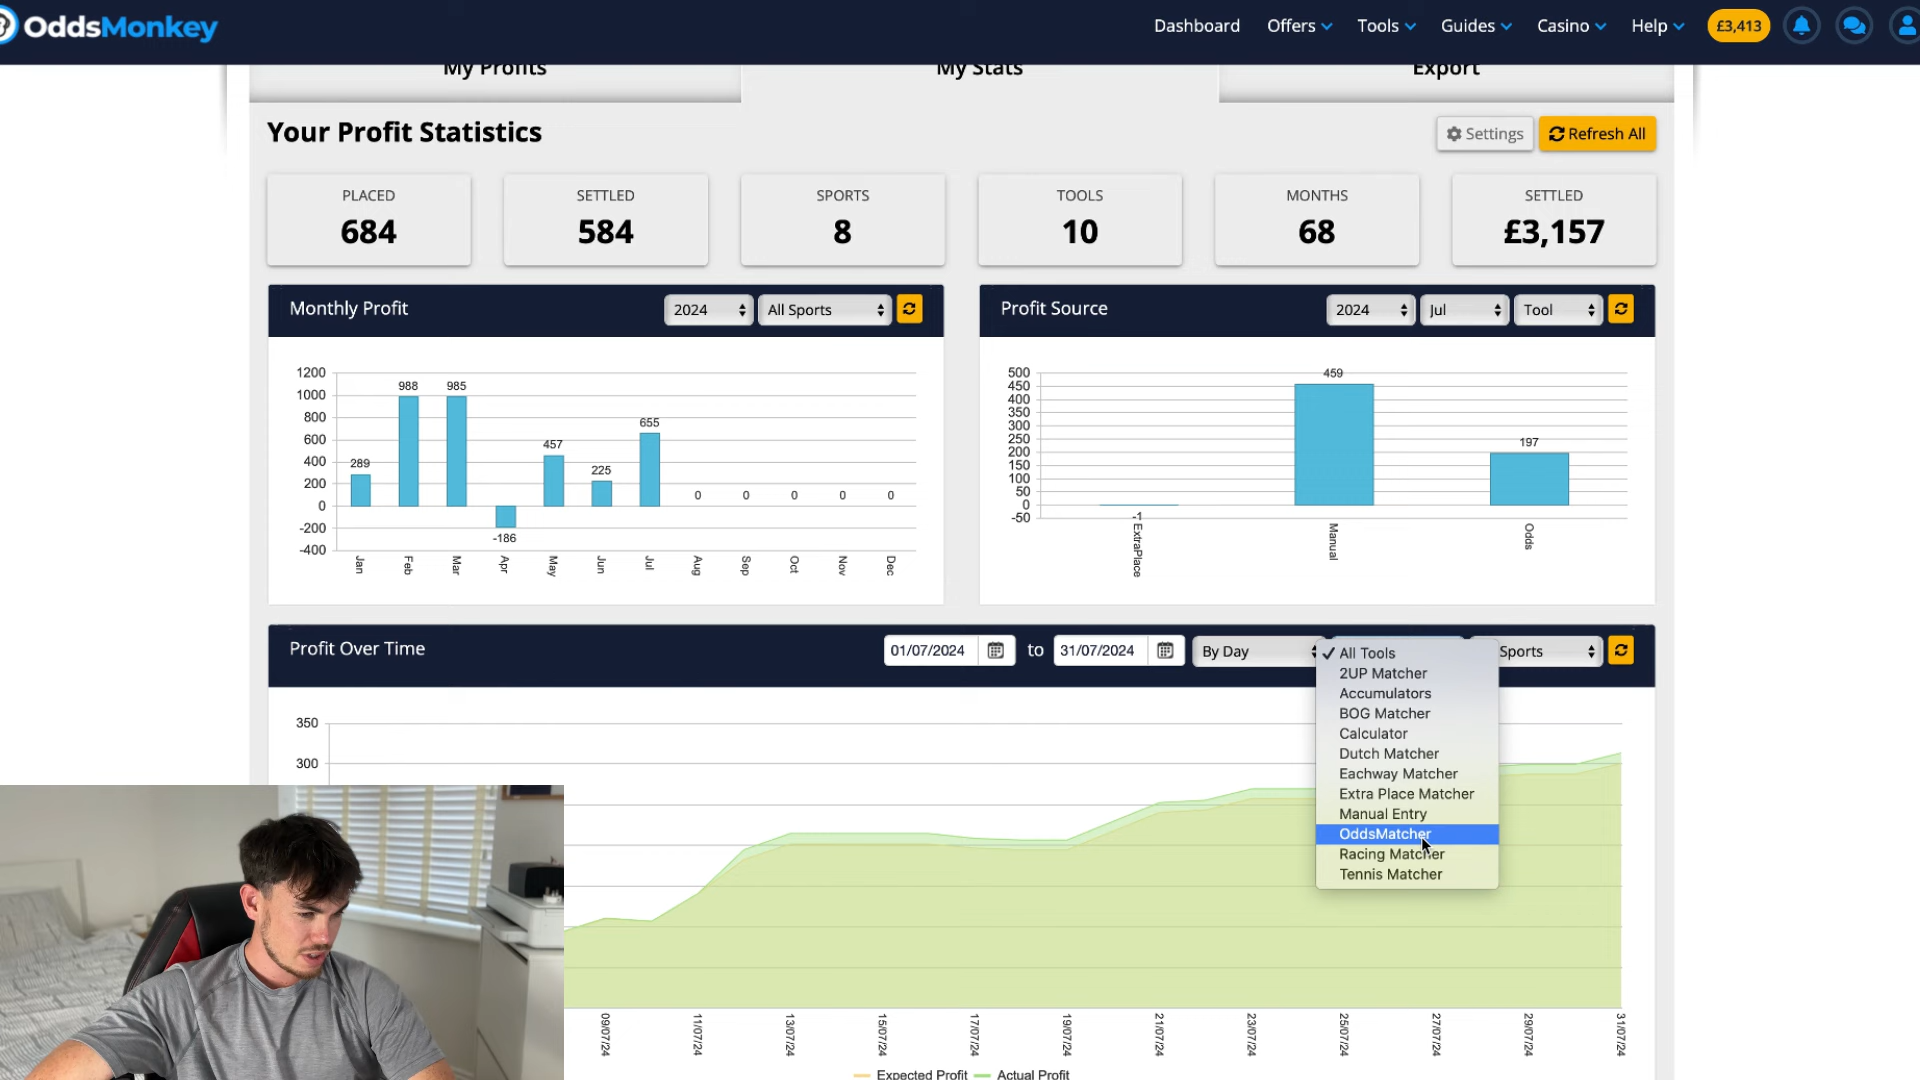 OddsMonkey
Dashboard Offers Tools Guides Casino Help £3,413
My Profits My Stats Export
Your Profit Statistics
Settings Refresh All
PLACED SETTLED SPORTS TOOLS MONTHS SETTLED
684 584 8 10 68 £3,157
Monthly Profit 2024 All Sports
Profit Source 2024 Jul Tool
1200
1000
800
600
400
200
0
-200
-400
289 988 985 -186 457 225 655 0 0 0 0 0
Jan Feb Mar Apr May Jun Jul Aug Sep Oct Nov Dec
500
450
400
350
300
250
200
150
100
50
0
-50
-1 459 197
ExtraPlace Manual Odds
Profit Over Time 01/07/2024 to 31/07/2024 By Day Sports
All Tools
2UP Matcher
Accumulators
BOG Matcher
Calculator
Dutch Matcher
Eachway Matcher
Extra Place Matcher
Manual Entry
OddsMatcher
Racing Matcher
Tennis Matcher
350
300
09/07/24 11/07/24 13/07/24 15/07/24 17/07/24 19/07/24 21/07/24 23/07/24 25/07/24 27/07/24 29/07/24 31/07/24
Expected Profit Actual Profit